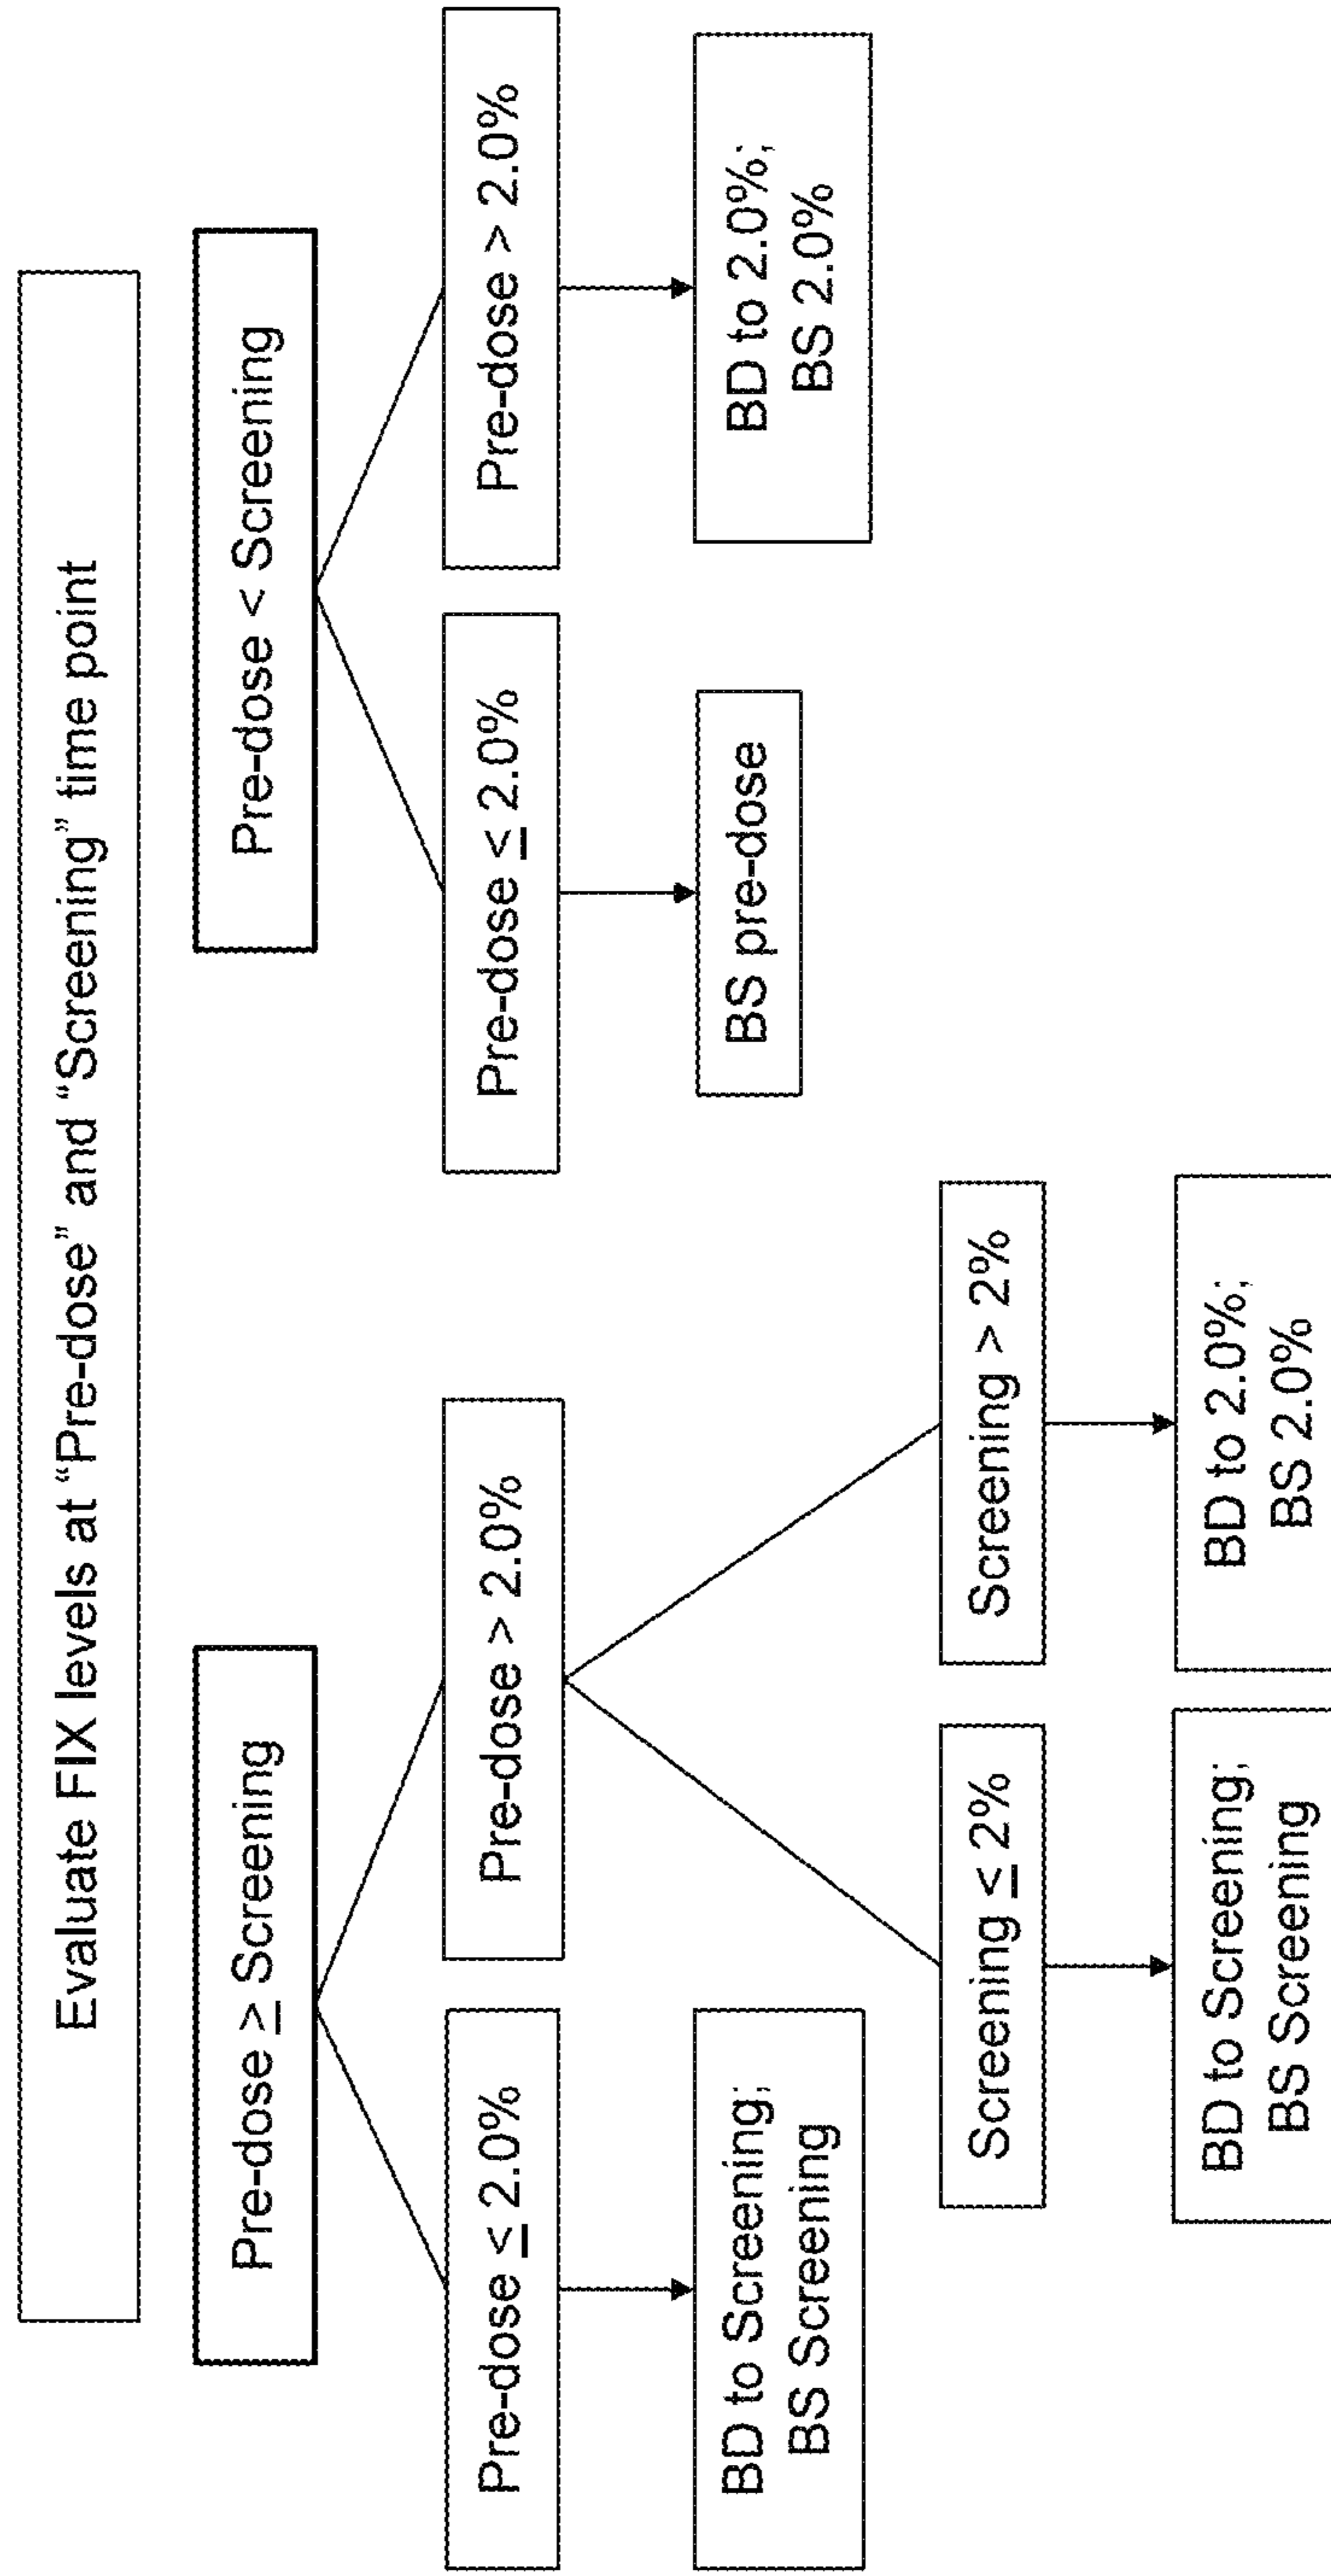 Evaluate FIX levels at “Pre-dose” and “Screening” time point
Pre-dose ≥ Screening
Pre-dose < Screening
Pre-dose ≤ 2.0%
Pre-dose > 2.0%
Pre-dose ≤ 2.0%
Pre-dose > 2.0%
BD to Screening;
BS Screening
BS pre-dose
BD to 2.0%;
BS 2.0%
Screening ≤ 2%
Screening > 2%
BD to Screening;
BS Screening
BD to 2.0%;
BS 2.0%